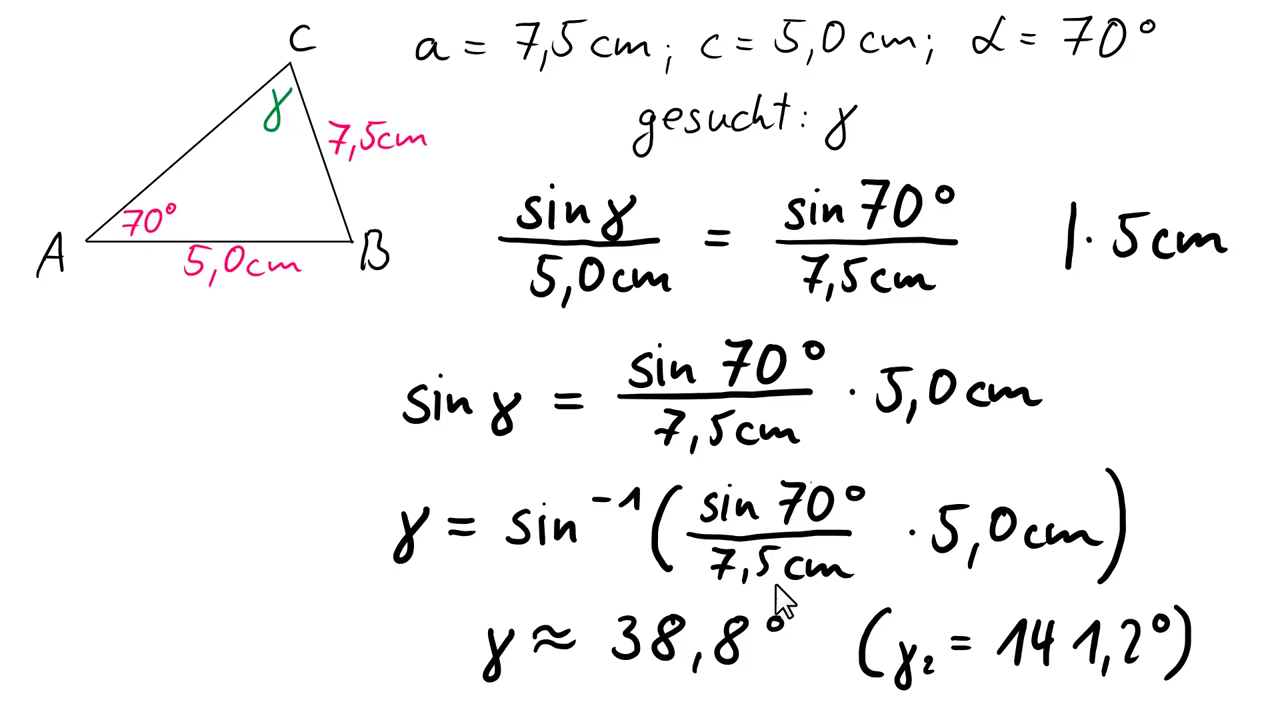 a = 7,5 cm ; c = 5,0 cm ; α = 70°
gesucht: γ
C
γ
7,5cm
70°
A
5,0cm
B
sin γ / 5,0cm = sin 70° / 7,5cm | · 5cm
sin γ = sin 70° / 7,5cm · 5,0cm
γ = sin⁻¹ ( sin 70° / 7,5cm · 5,0cm )
γ ≈ 38,8° (γ₂ = 141,2°)